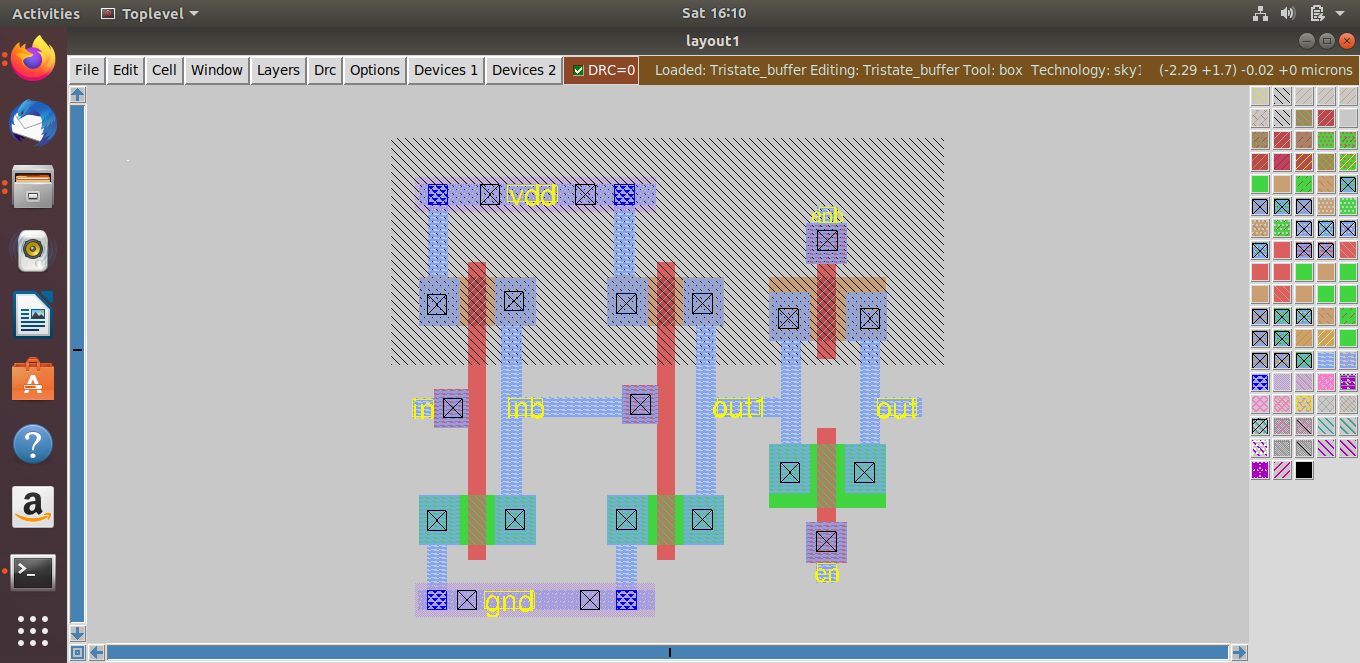 Activities Toplevel Sat 16:10
layout1
File Edit Cell Window Layers Drc Options Devices 1 Devices 2 DRC=0 Loaded: Tristate_buffer Editing: Tristate_buffer Tool: box Technology: sky1 (-2.29 +1.7) -0.02 +0 microns
vdd
enb
in inb out1 out
en
gnd